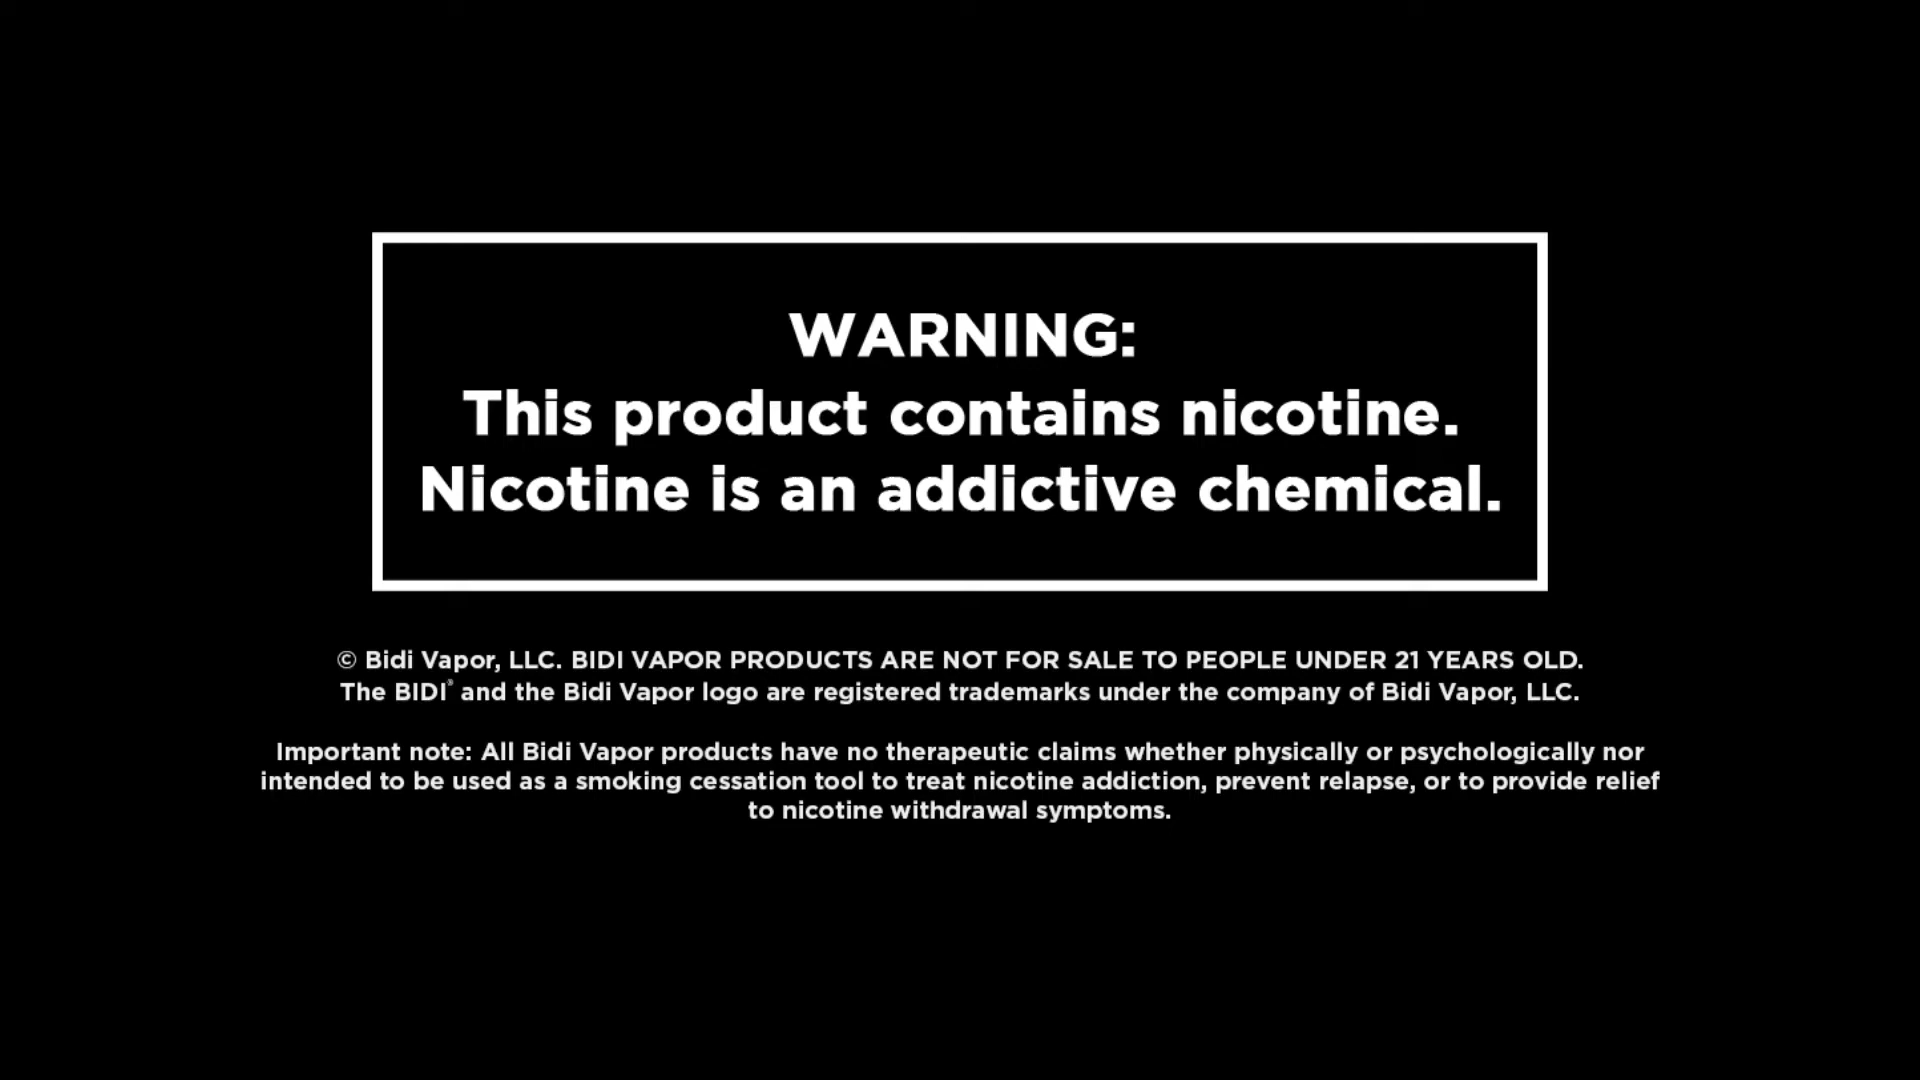 WARNING:
This product contains nicotine.
Nicotine is an addictive chemical.
© Bidi Vapor, LLC. BIDI VAPOR PRODUCTS ARE NOT FOR SALE TO PEOPLE UNDER 21 YEARS OLD.
The BIDI® and the Bidi Vapor logo are registered trademarks under the company of Bidi Vapor, LLC.
Important note: All Bidi Vapor products have no therapeutic claims whether physically or psychologically nor
intended to be used as a smoking cessation tool to treat nicotine addiction, prevent relapse, or to provide relief
to nicotine withdrawal symptoms.